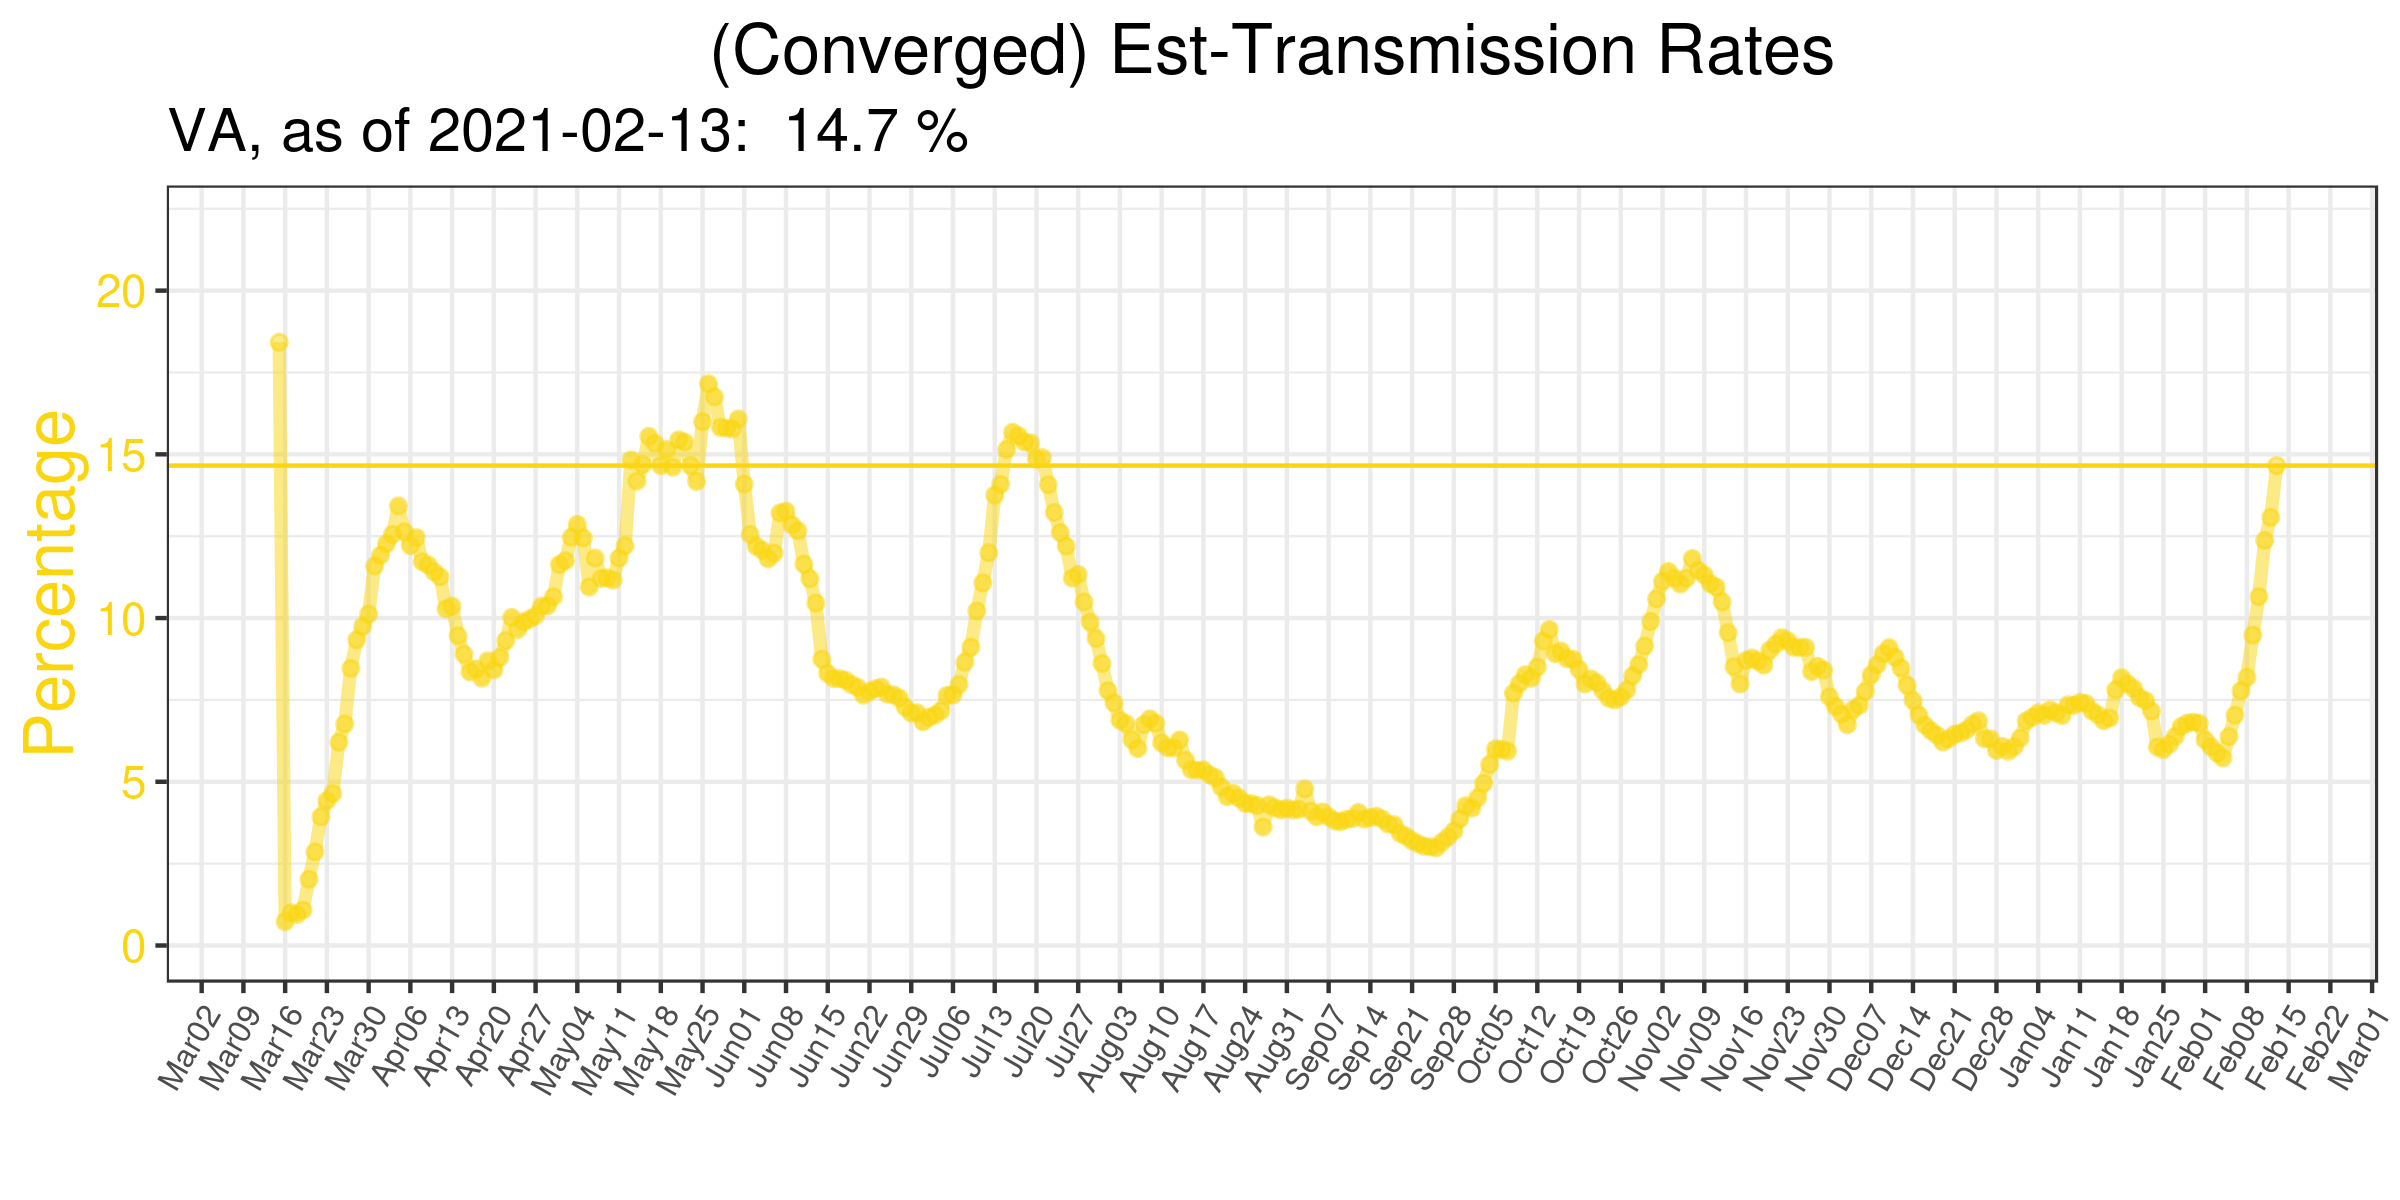 (Converged) Est-Transmission Rates
VA, as of 2021-02-13:  14.7 %
Percentage
20
15
10
5
0
Mar02
Mar09
Mar16
Mar23
Mar30
Apr06
Apr13
Apr20
Apr27
May04
May11
May18
May25
Jun01
Jun08
Jun15
Jun22
Jun29
Jul06
Jul13
Jul20
Jul27
Aug03
Aug10
Aug17
Aug24
Aug31
Sep07
Sep14
Sep21
Sep28
Oct05
Oct12
Oct19
Oct26
Nov02
Nov09
Nov16
Nov23
Nov30
Dec07
Dec14
Dec21
Dec28
Jan04
Jan11
Jan18
Jan25
Feb01
Feb08
Feb15
Feb22
Mar01